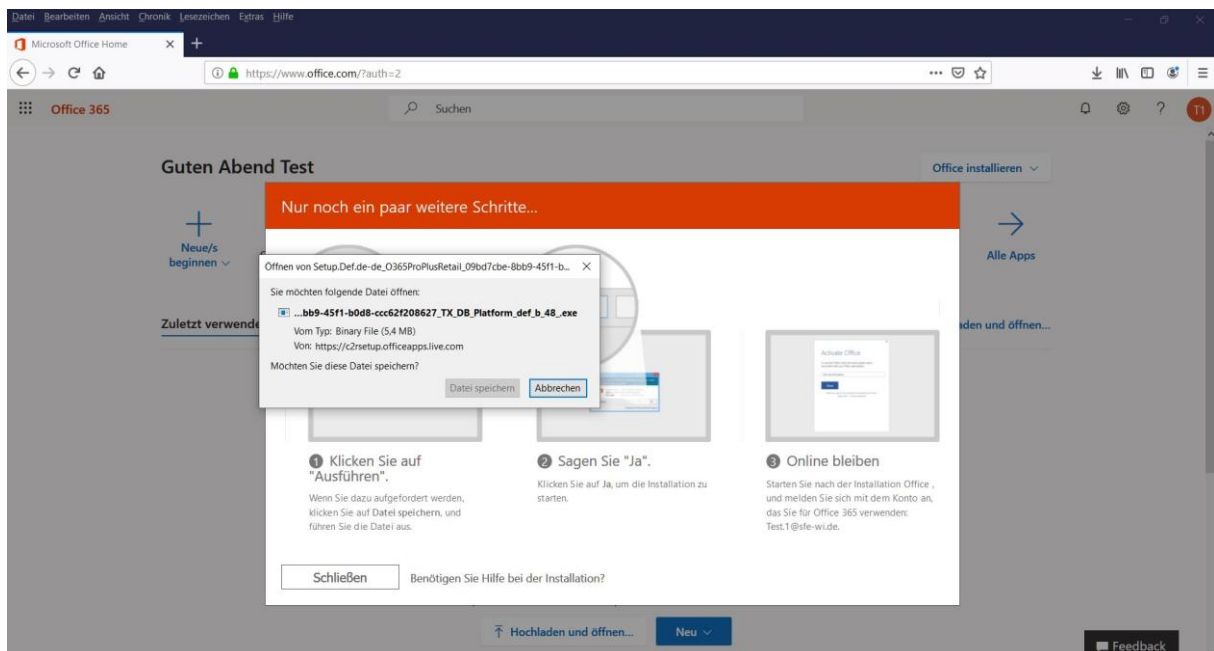 Datei Bearbeiten Ansicht Chronik Lesezeichen Extras Hilfe
Microsoft Office Home
https://www.office.com/?auth=2
Office 365
Suchen
T1
Guten Abend Test
Office installieren
Nur noch ein paar weitere Schritte...
Neue/s
beginnen
Alle Apps
Öffnen von Setup.Def.de-de_O365ProPlusRetail_09bd7cbe-8bb9-45f1-b...
Sie möchten folgende Datei öffnen:
...bb9-45f1-b0d8-ccc62f208627_TX_DB_Platform_def_b_48_.exe
Vom Typ: Binary File (5,4 MB)
Von: https://c2rsetup.officeapps.live.com
Möchten Sie diese Datei speichern?
Datei speichern
Abbrechen
Zuletzt verwende
den und öffnen...
Activate Office
1 Klicken Sie auf
"Ausführen".
Wenn Sie dazu aufgefordert werden,
klicken Sie auf Datei speichern, und
führen Sie die Datei aus.
2 Sagen Sie "Ja".
Klicken Sie auf Ja, um die Installation zu
starten.
3 Online bleiben
Starten Sie nach der Installation Office ,
und melden Sie sich mit dem Konto an,
das Sie für Office 365 verwenden:
Test.1@sfe-wi.de.
Schließen
Benötigen Sie Hilfe bei der Installation?
Hochladen und öffnen...
Neu
Feedback